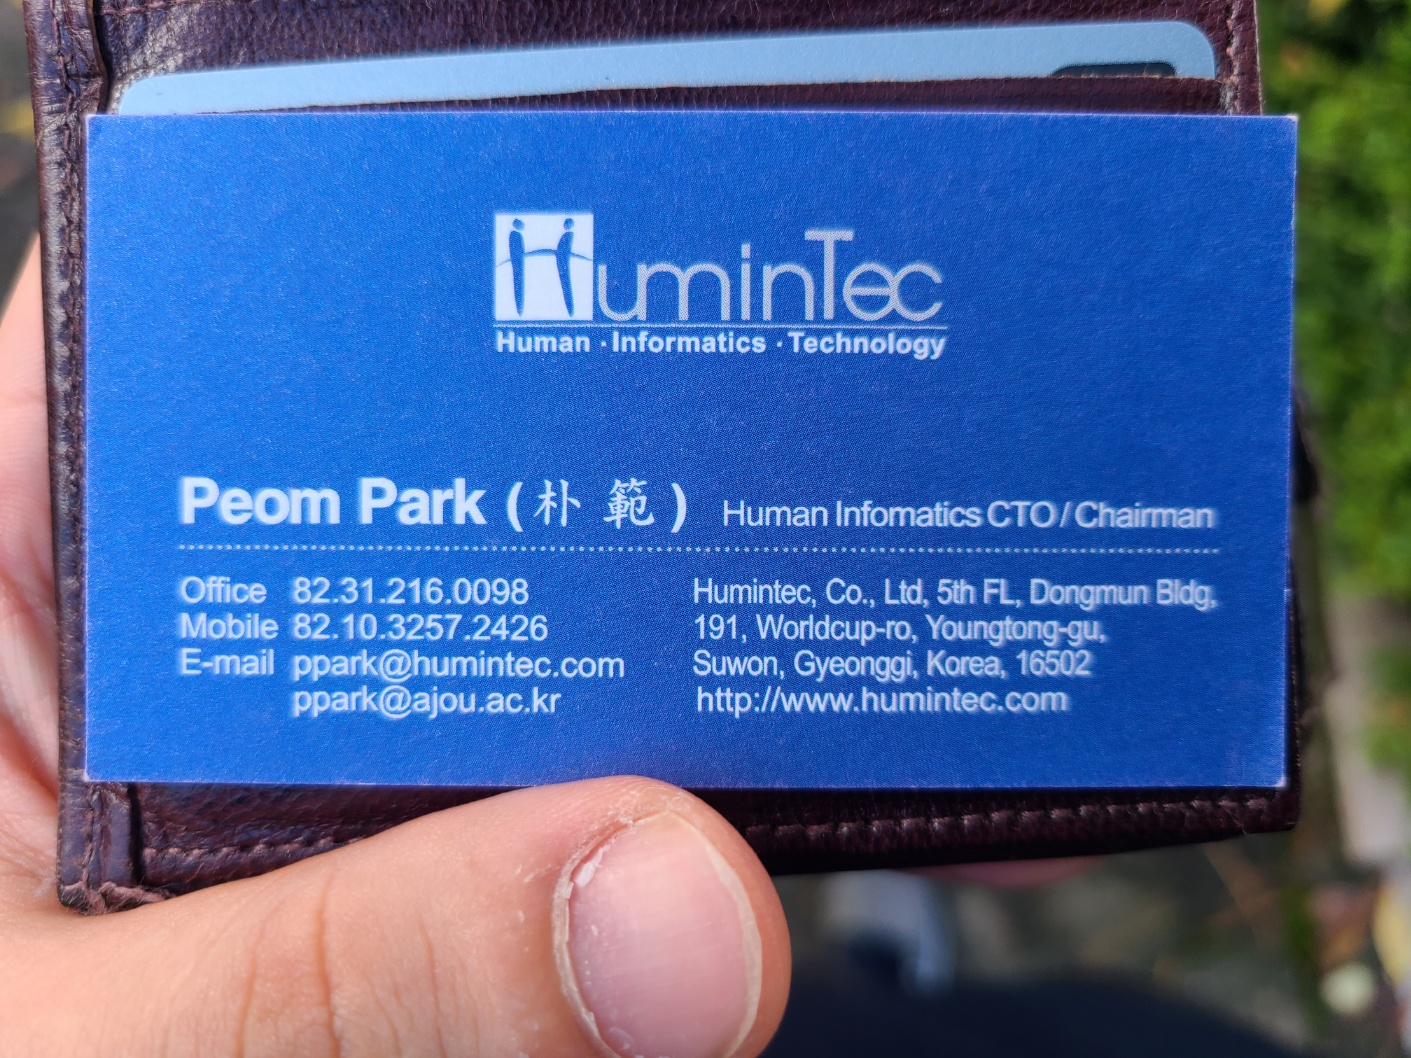 HuminTec
Human · Informatics · Technology
Peom Park ( 朴 範 ) Human Infomatics CTO / Chairman
Office 82.31.216.0098
Mobile 82.10.3257.2426
E-mail ppark@humintec.com
ppark@ajou.ac.kr
Humintec, Co., Ltd, 5th FL, Dongmun Bldg,
191, Worldcup-ro, Youngtong-gu,
Suwon, Gyeonggi, Korea, 16502
http://www.humintec.com